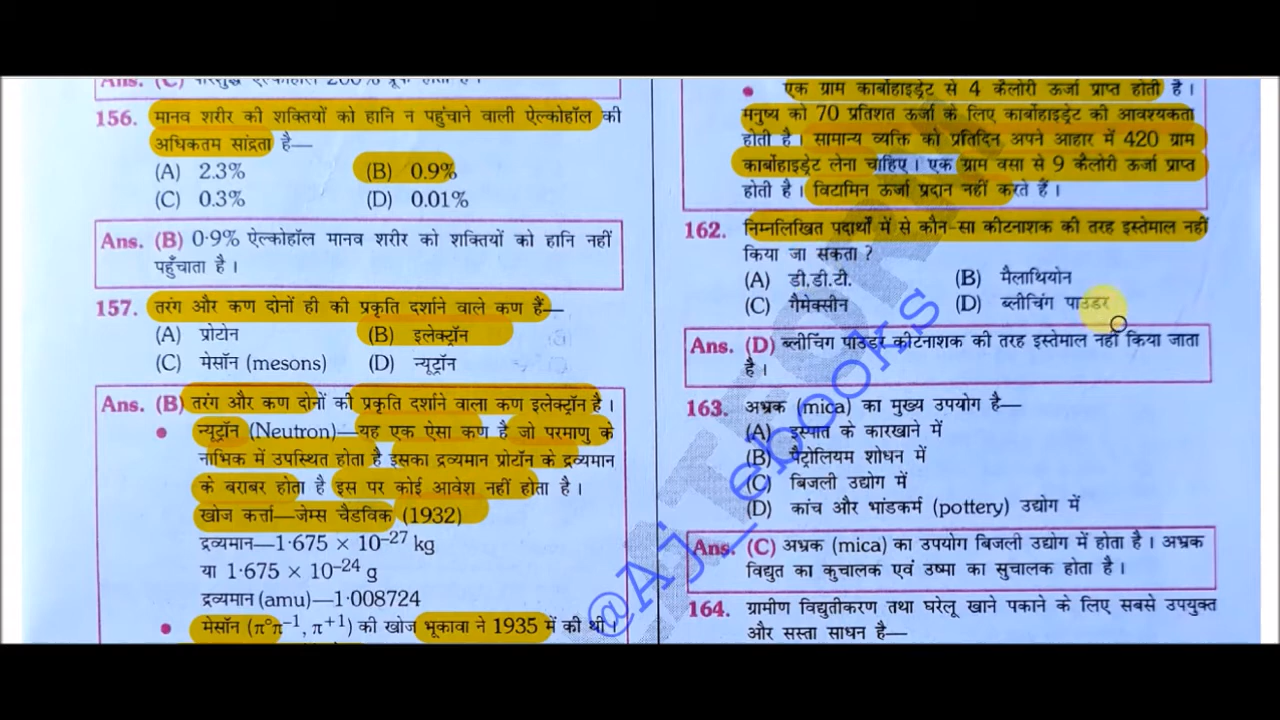 Ans. (C) परिशुद्ध ऐल्कोहॉल 200% प्रूफ होता है।
156. मानव शरीर की शक्तियों को हानि न पहुंचाने वाली ऐल्कोहॉल की
अधिकतम सांद्रता है—
(A) 2.3% (B) 0.9%
(C) 0.3% (D) 0.01%
Ans. (B) 0·9% ऐल्कोहॉल मानव शरीर को शक्तियों को हानि नहीं
पहुँचाता है।
157. तरंग और कण दोनों ही की प्रकृति दर्शाने वाले कण हैं—
(A) प्रोटोन (B) इलेक्ट्रॉन
(C) मेसॉन (mesons) (D) न्यूट्रॉन
Ans. (B) तरंग और कण दोनों की प्रकृति दर्शाने वाला कण इलेक्ट्रॉन है।
• न्यूट्रॉन (Neutron)—यह एक ऐसा कण है जो परमाणु के
नाभिक में उपस्थित होता है इसका द्रव्यमान प्रोटॉन के द्रव्यमान
के बराबर होता है इस पर कोई आवेश नहीं होता है।
खोज कर्त्ता—जेम्स चैडविक (1932)
द्रव्यमान—1·675 × 10⁻²⁷ kg
या 1·675 × 10⁻²⁴ g
द्रव्यमान (amu)—1·008724
• मेसॉन (π°π⁻¹, π⁺¹) की खोज भूकावा ने 1935 में की थी।
• एक ग्राम कार्बोहाइड्रेट से 4 कैलोरी ऊर्जा प्राप्त होती है।
मनुष्य को 70 प्रतिशत ऊर्जा के लिए कार्बोहाइड्रेट की आवश्यकता
होती है। सामान्य व्यक्ति को प्रतिदिन अपने आहार में 420 ग्राम
कार्बोहाइड्रेट लेना चाहिए। एक ग्राम वसा से 9 कैलोरी ऊर्जा प्राप्त
होती है। विटामिन ऊर्जा प्रदान नहीं करते हैं।
162. निम्नलिखित पदार्थों में से कौन-सा कीटनाशक की तरह इस्तेमाल नहीं
किया जा सकता?
(A) डी.डी.टी. (B) मैलाथियोन
(C) गैमेक्सीन (D) ब्लीचिंग पाउडर
Ans. (D) ब्लीचिंग पाउडर कीटनाशक की तरह इस्तेमाल नहीं किया जाता
है।
163. अभ्रक (mica) का मुख्य उपयोग है—
(A) इस्पात के कारखाने में
(B) पैट्रोलियम शोधन में
(C) बिजली उद्योग में
(D) कांच और भांडकर्म (pottery) उद्योग में
Ans. (C) अभ्रक (mica) का उपयोग बिजली उद्योग में होता है। अभ्रक
विद्युत का कुचालक एवं उष्मा का सुचालक होता है।
164. ग्रामीण विद्युतीकरण तथा घरेलू खाने पकाने के लिए सबसे उपयुक्त
और सस्ता साधन है—
@Aj_ebooks